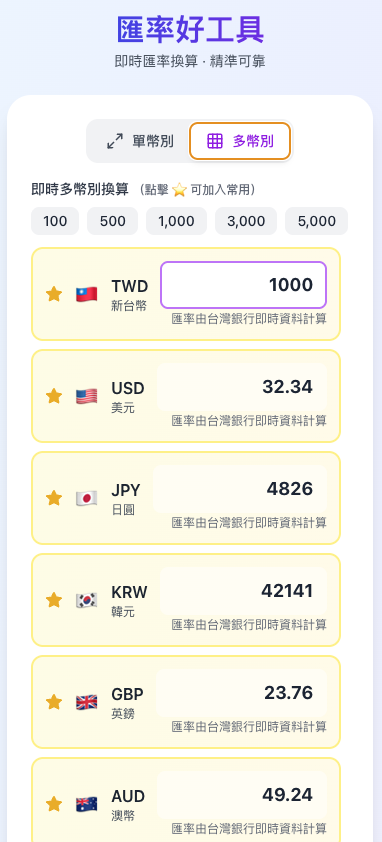 匯率好工具
即時匯率換算 · 精準可靠
單幣別
多幣別
即時多幣別換算 (點擊 ⭐ 可加入常用)
100 500 1,000 3,000 5,000
TWD 1000
新台幣
匯率由台灣銀行即時資料計算
USD 32.34
美元
匯率由台灣銀行即時資料計算
JPY 4826
日圓
匯率由台灣銀行即時資料計算
KRW 42141
韓元
匯率由台灣銀行即時資料計算
GBP 23.76
英鎊
匯率由台灣銀行即時資料計算
AUD 49.24
澳幣
匯率由台灣銀行即時資料計算